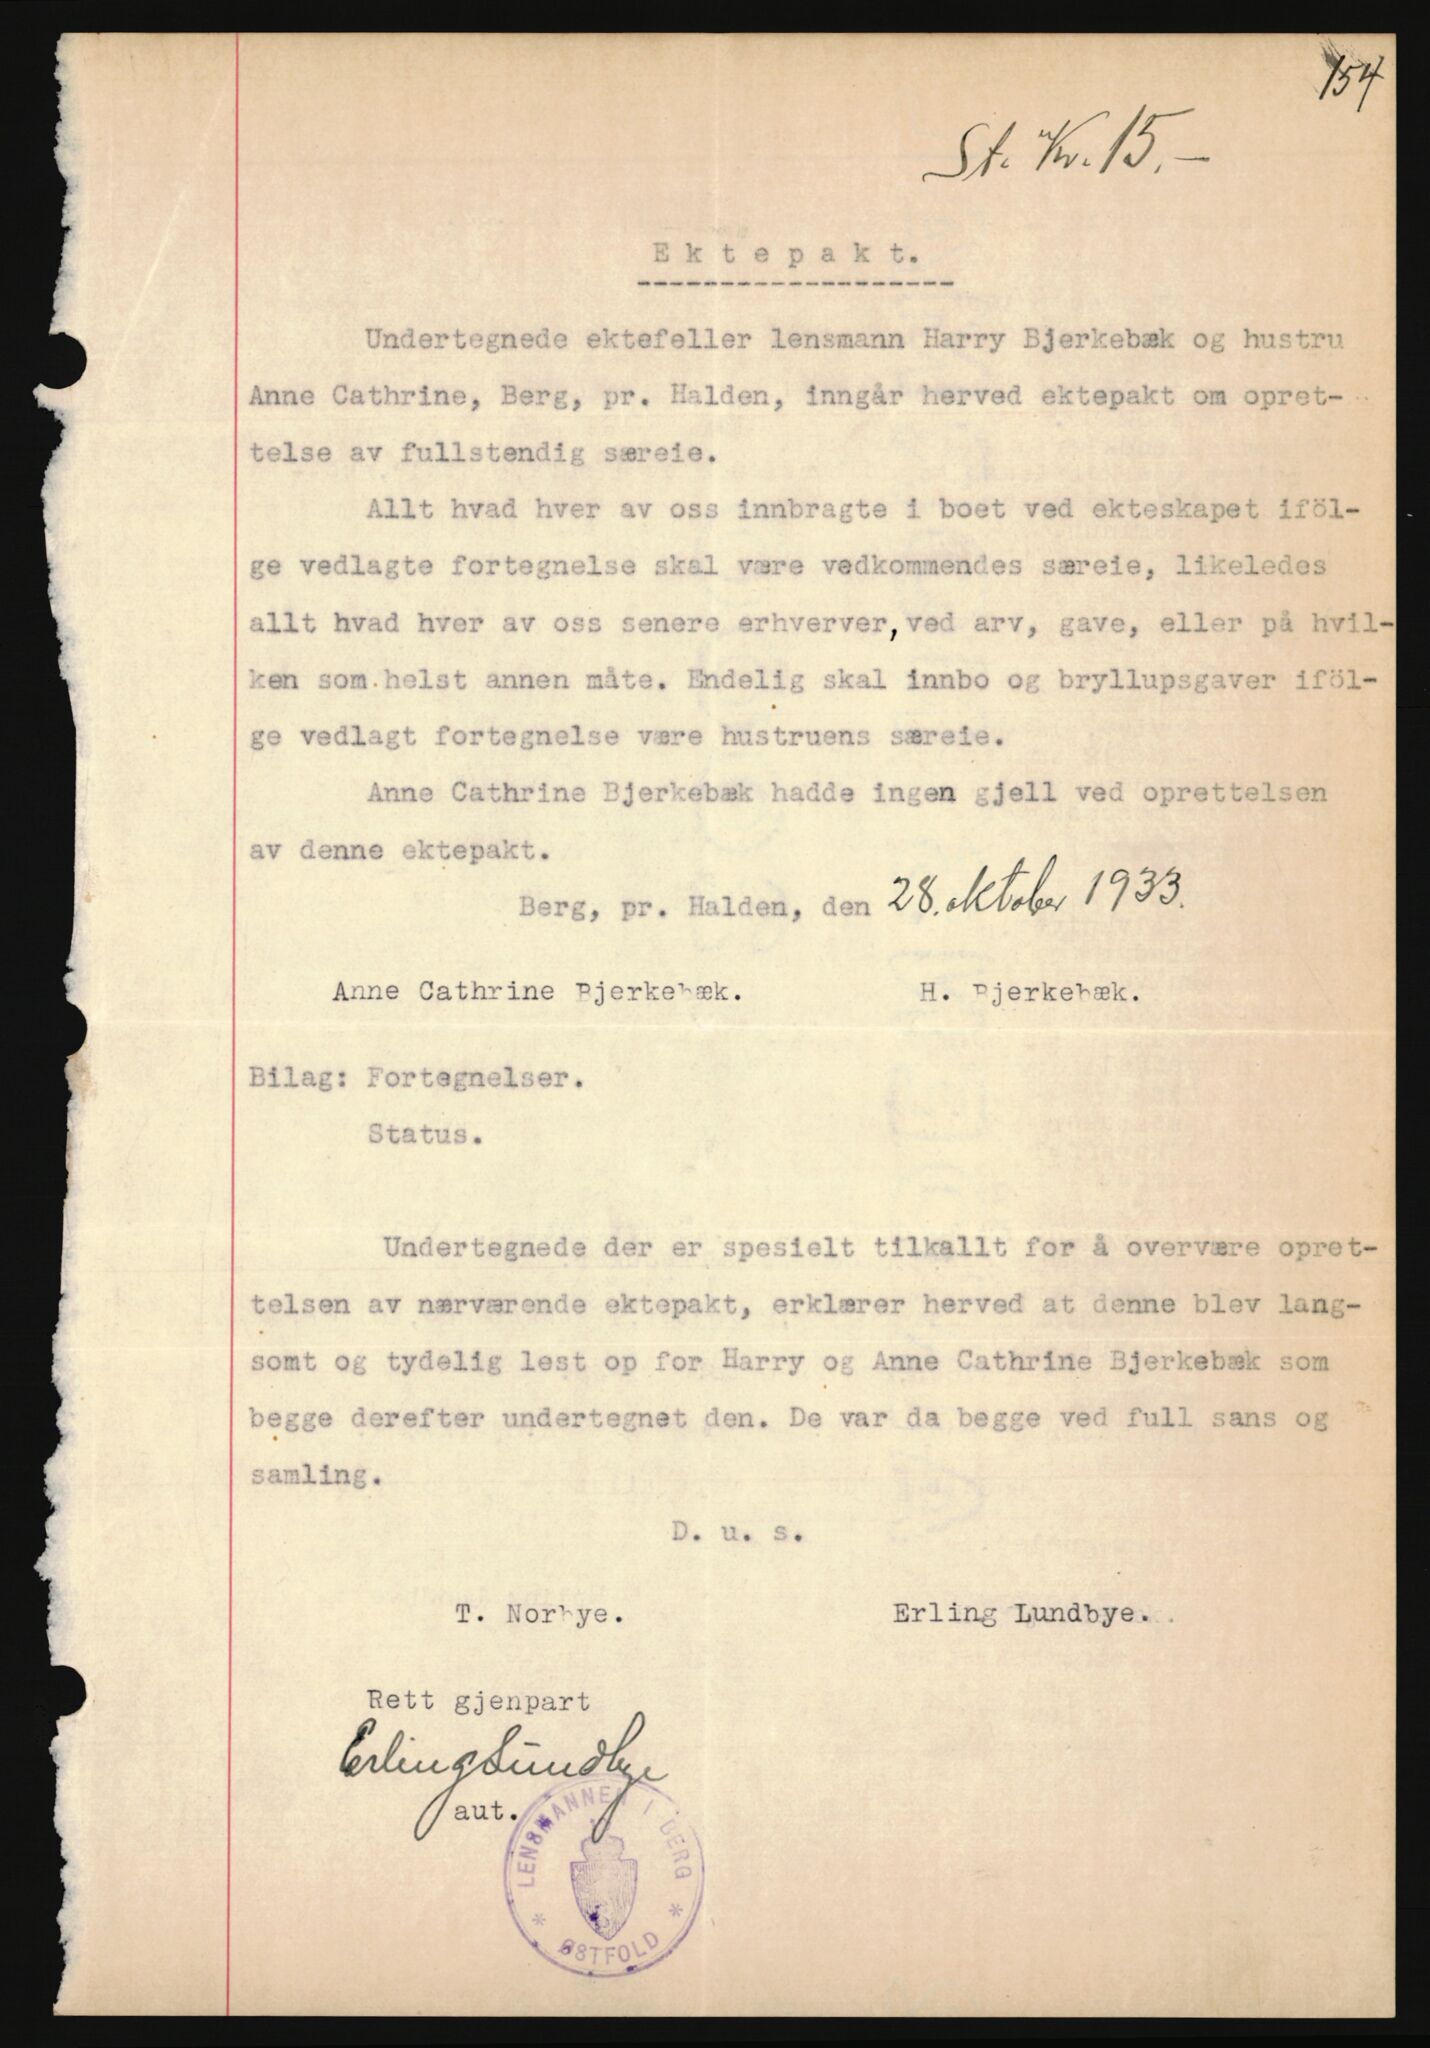 154
St. Kr. 15.-
Ektepakt.
Undertegnede ektefeller lensmann Harry Bjerkebæk og hustru
Anne Cathrine, Berg, pr. Halden, inngår herved ektepakt om opret-
telse av fullstendig særeie.
Allt hvad hver av oss innbragte i boet ved ekteskapet iföl-
ge vedlagte fortegnelse skal være vedkommendes særeie, likeledes
allt hvad hver av oss senere erhverver, ved arv, gave, eller på hvil-
ken som helst annen måte. Endelig skal innbo og bryllupsgaver iföl-
ge vedlagt fortegnelse være hustruens særeie.
Anne Cathrine Bjerkebæk hadde ingen gjell ved oprettelsen
av denne ektepakt.
Berg, pr. Halden, den 28. oktober 1933.
Anne Cathrine Bjerkebæk. H. Bjerkebæk.
Bilag: Fortegnelser.
Status.
Undertegnede der er spesielt tilkallt for å overvære opret-
telsen av nærværende ektepakt, erklærer herved at denne blev lang-
somt og tydelig lest op for Harry og Anne Cathrine Bjerkebæk som
begge derefter undertegnet den. De var da begge ved full sans og
samling.
D. u. s.
T. Norbye. Erling Lundbye.
Rett gjenpart
Erling Lundbye
aut.
LENSMANNEN I BERG
* ØSTFOLD *